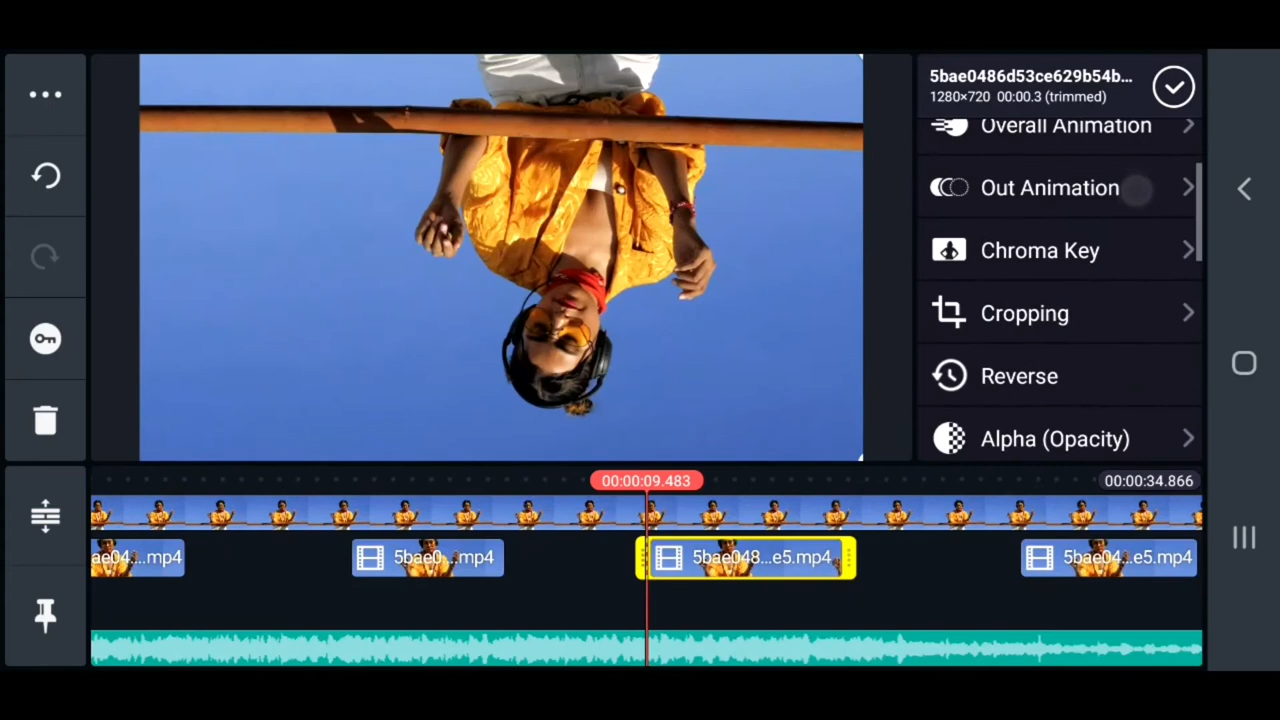 5bae0486d53ce629b54b...
1280×720 00:00.3 (trimmed)
Overall Animation
Out Animation
Chroma Key
Cropping
Reverse
Alpha (Opacity)
00:00:09.483
00:00:34.866
ae04....mp4
5bae0...mp4
5bae048...e5.mp4
5bae04...e5.mp4